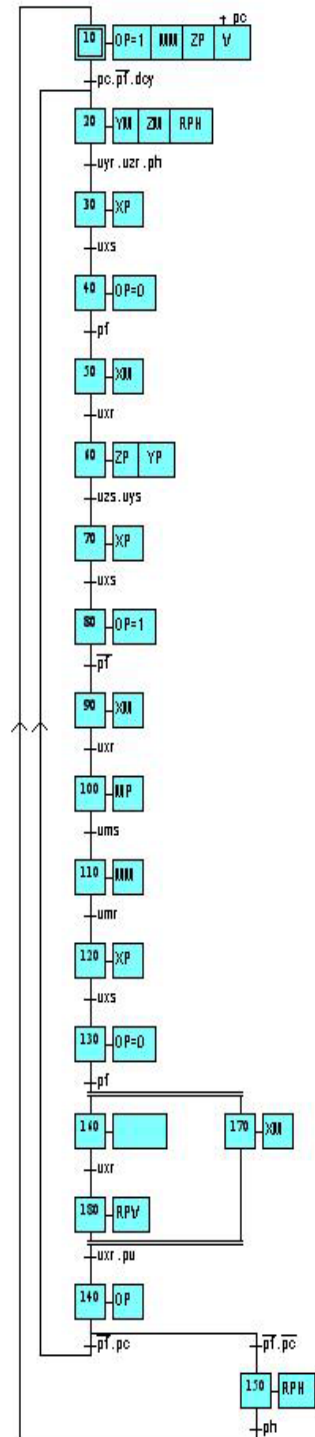 + pc
10 OP=1 MM ZP V
pc.pf.dcy
20 YM ZM RPH
uyr.uzr.ph
30 XP
uxs
40 OP=0
pf
50 XM
uxr
60 ZP YP
uzs.uys
70 XP
uxs
80 OP=1
pf
90 XM
uxr
100 MP
ums
110 MM
umr
120 XP
uxs
130 OP=0
pf
160 170 XM
uxr
180 RPV
uxr.pu
140 OP
pf.pc pf.pc
150 RPH
ph